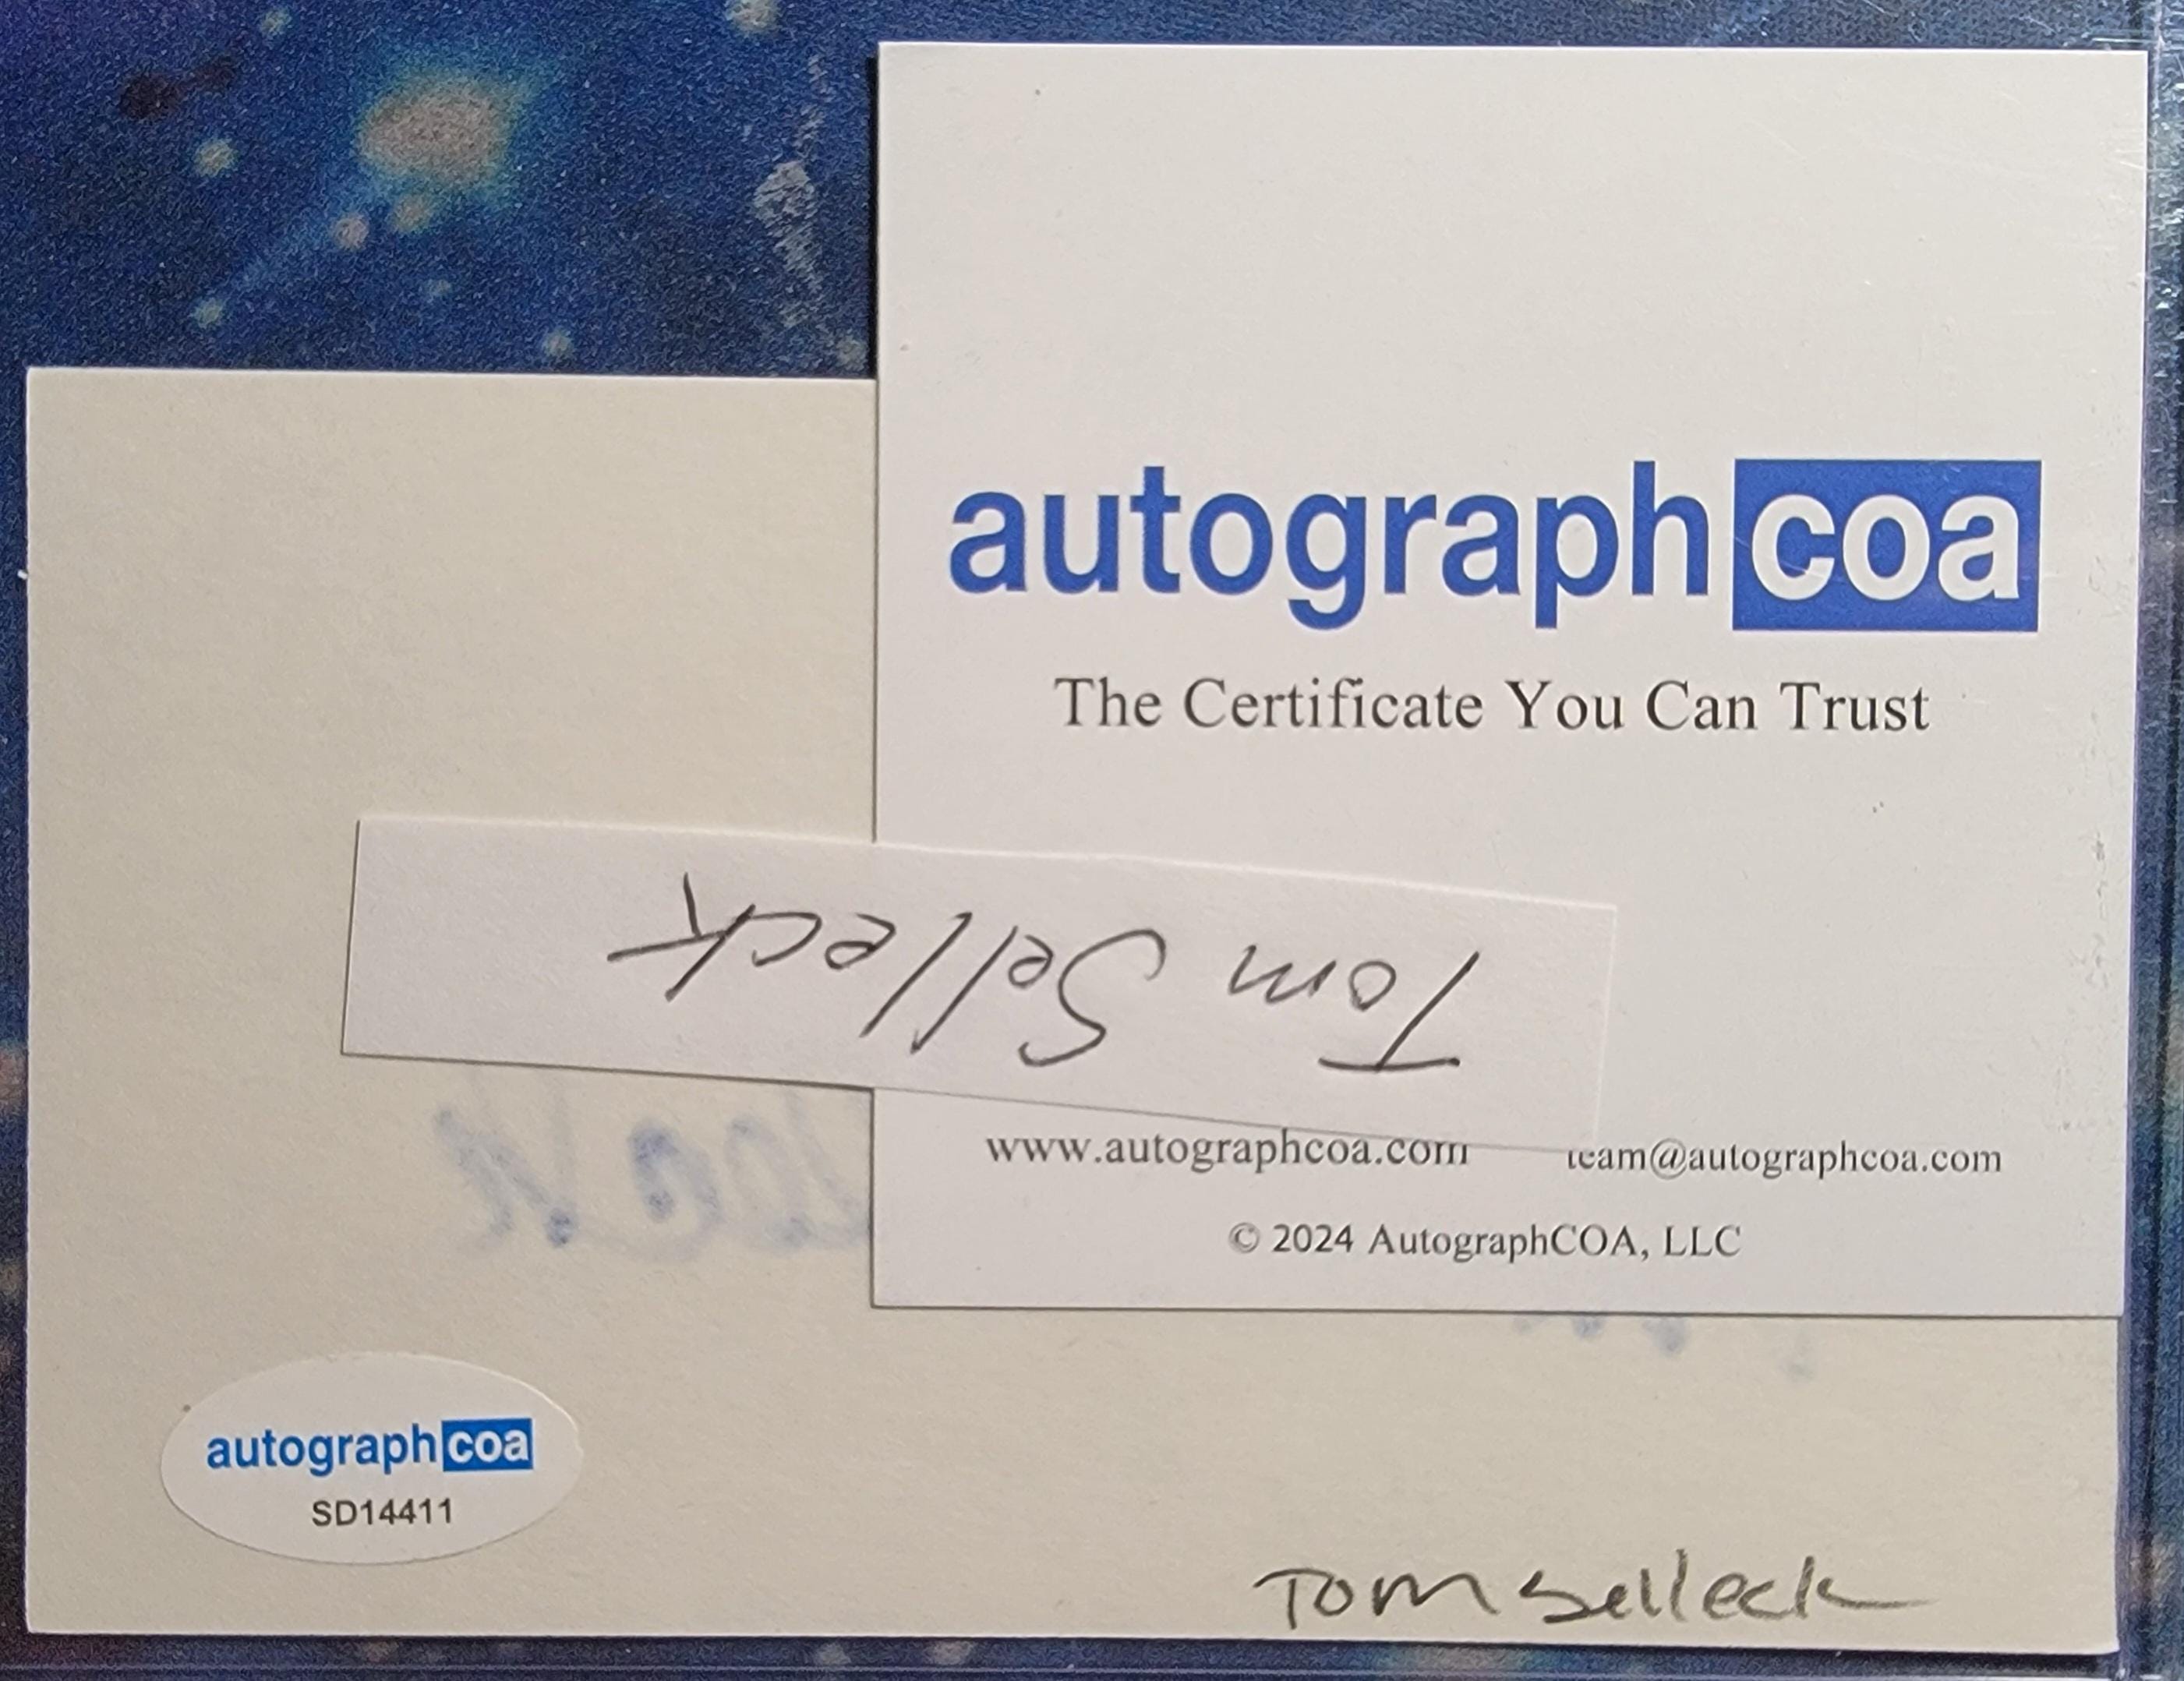 autographcoa
The Certificate You Can Trust
Tom Selleck
www.autographcoa.com team@autographcoa.com
© 2024 AutographCOA, LLC
autographcoa
SD14411
Tom Selleck